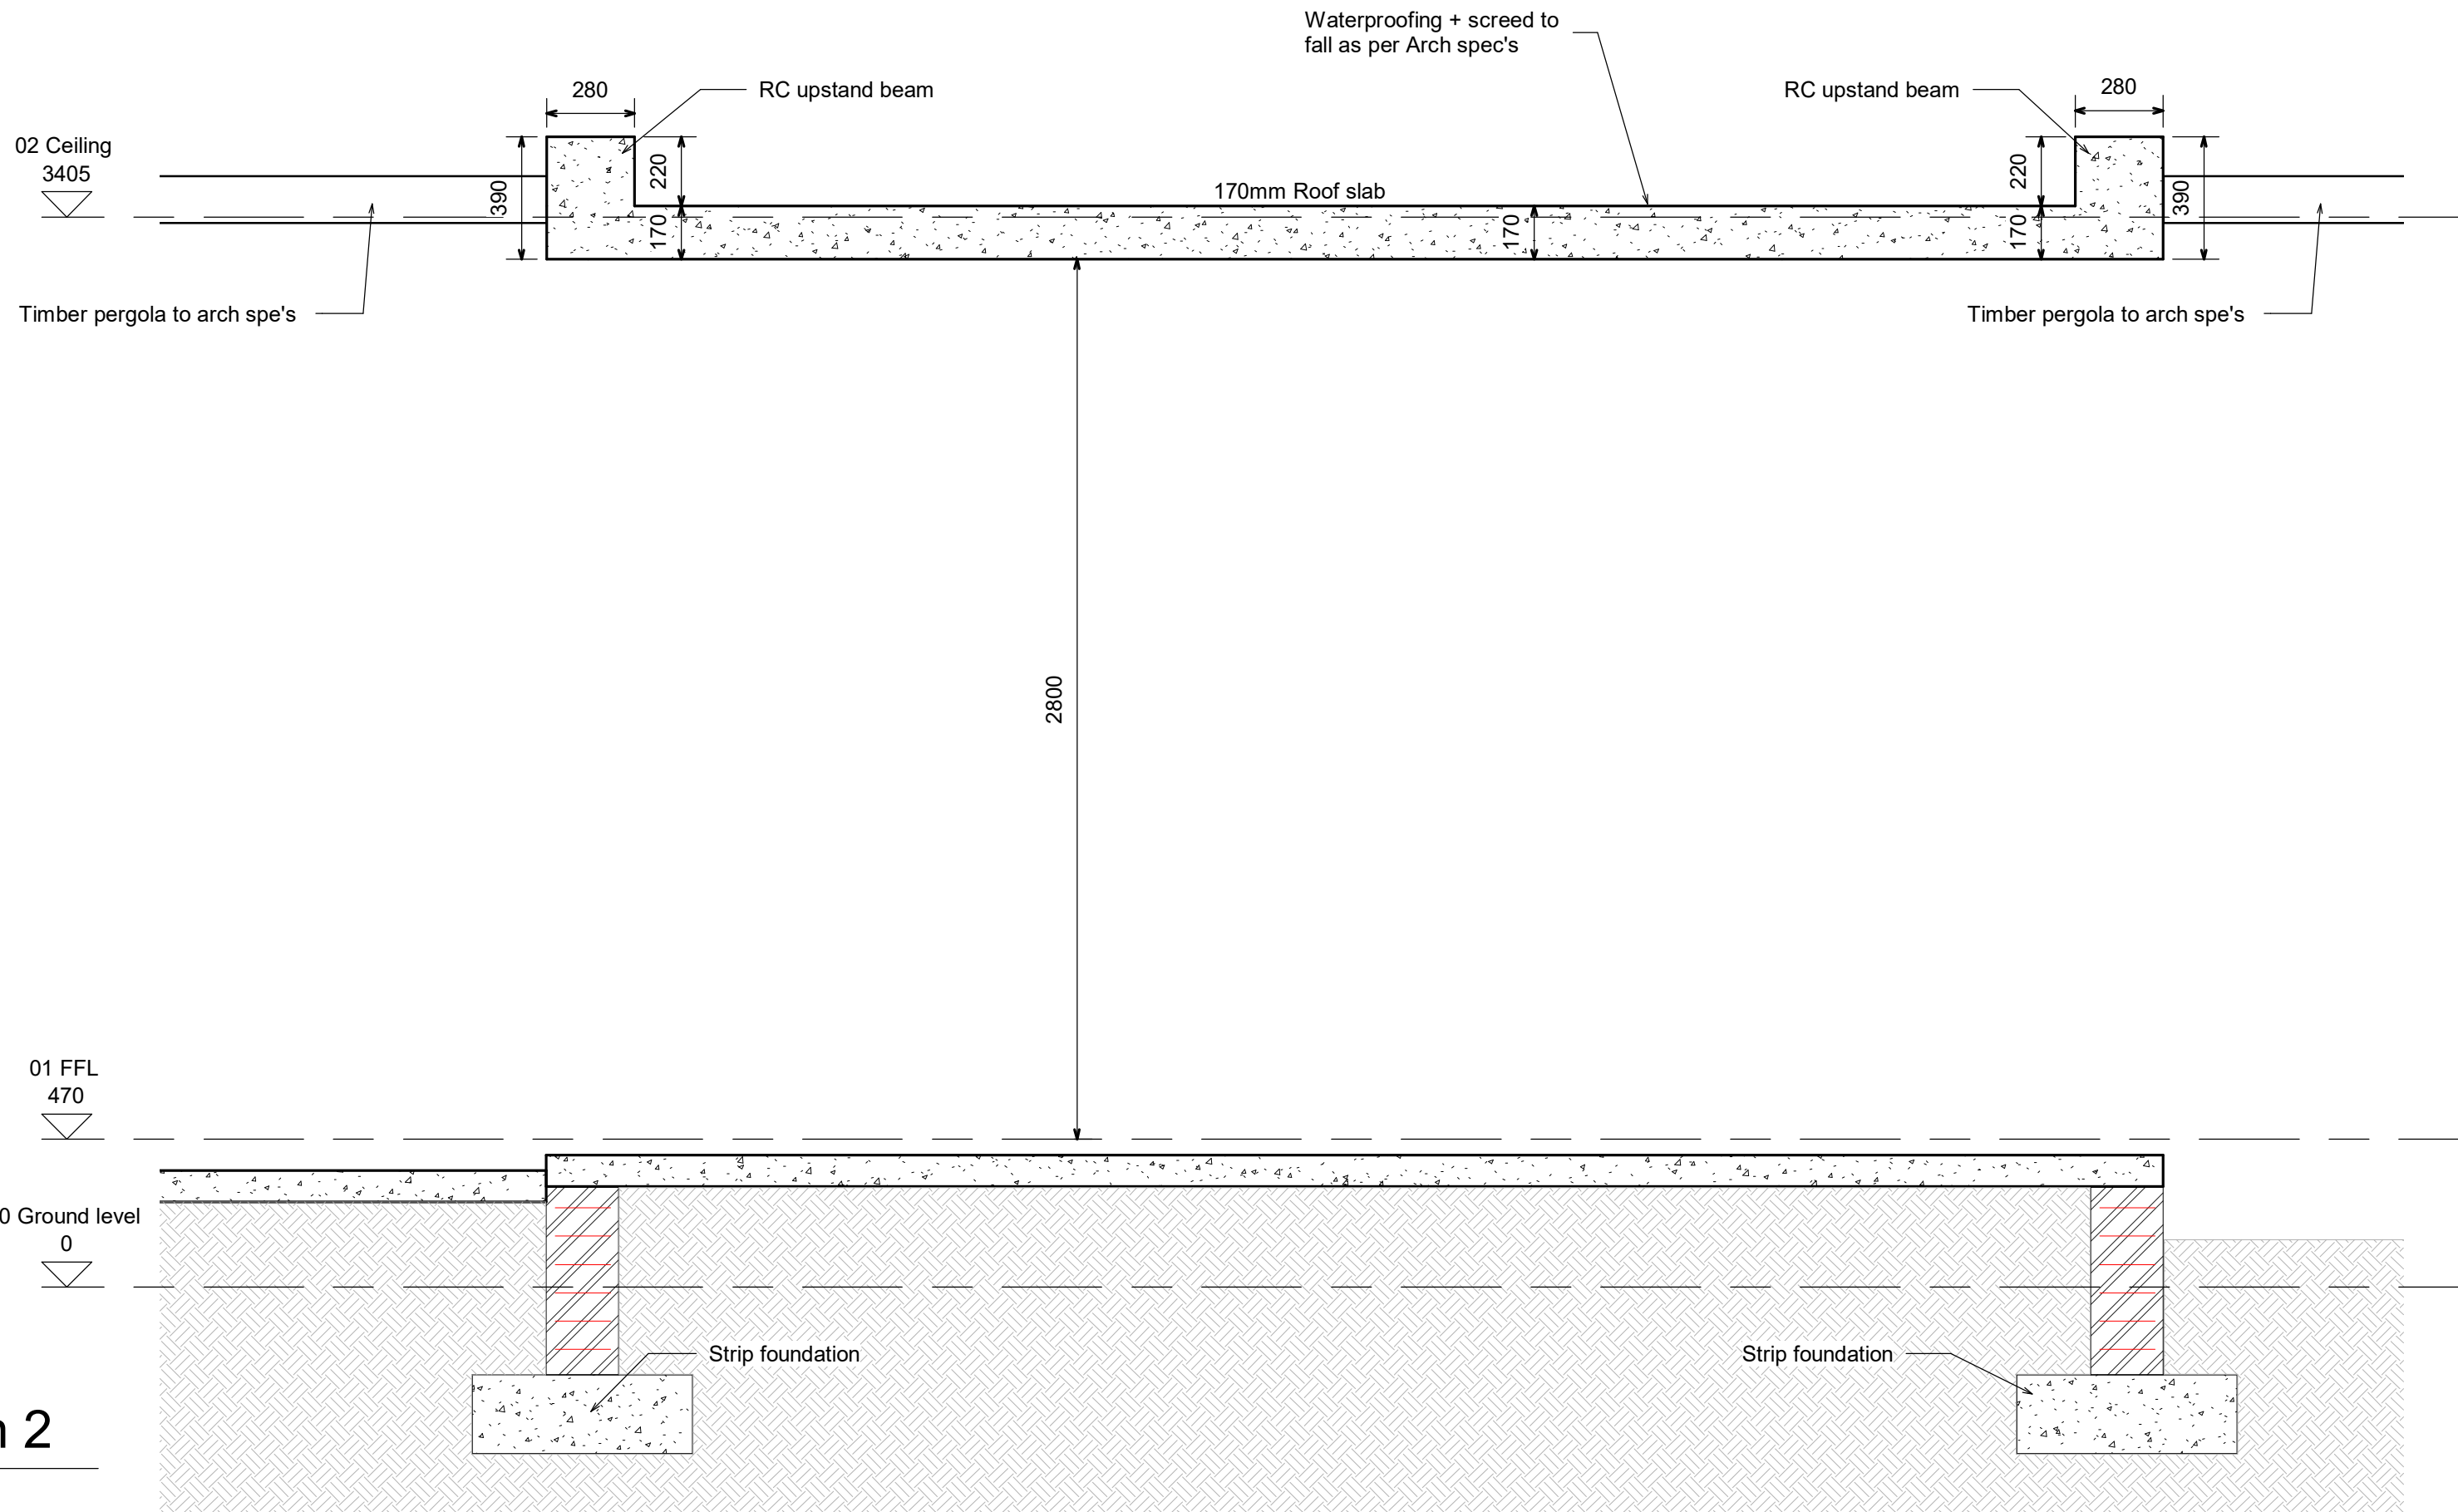 Waterproofing + screed to
fall as per Arch spec's
280
RC upstand beam
RC upstand beam
280
02 Ceiling
3405
390
220
170mm Roof slab
220
390
170
170
170
Timber pergola to arch spe's
Timber pergola to arch spe's
2800
01 FFL
470
0 Ground level
0
Strip foundation
Strip foundation
n 2